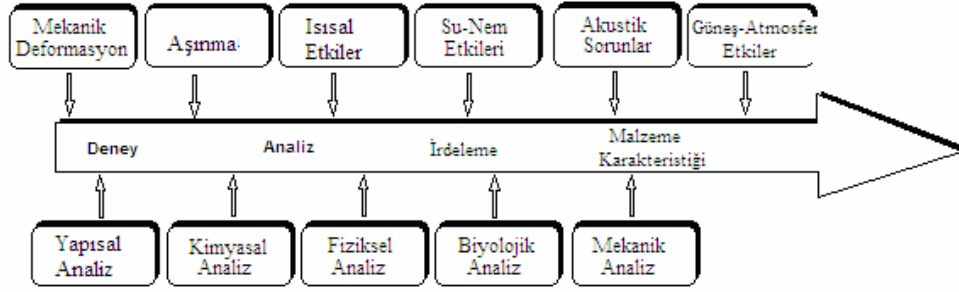 Mekanik
Deformasyon
Aşınma
Isısal
Etkiler
Su-Nem
Etkileri
Akustik
Sorunlar
Güneş-Atmosfer
Etkiler
Deney
Analiz
İrdeleme
Malzeme
Karakteristiği
Yapısal
Analiz
Kimyasal
Analiz
Fiziksel
Analiz
Biyolojik
Analiz
Mekanik
Analiz